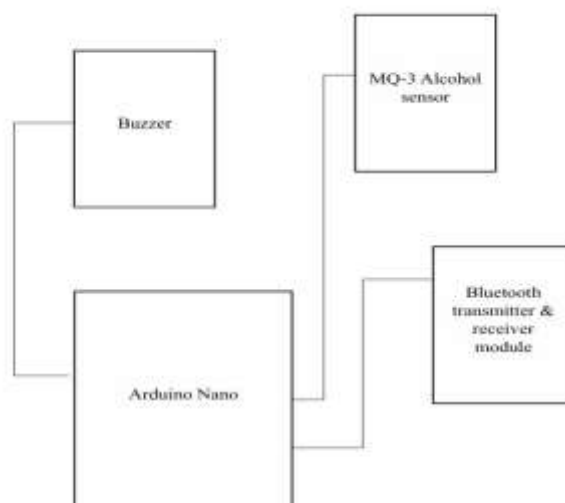 Buzzer
MQ-3 Alcohol
sensor
Bluetooth
transmitter &
receiver
module
Arduino Nano